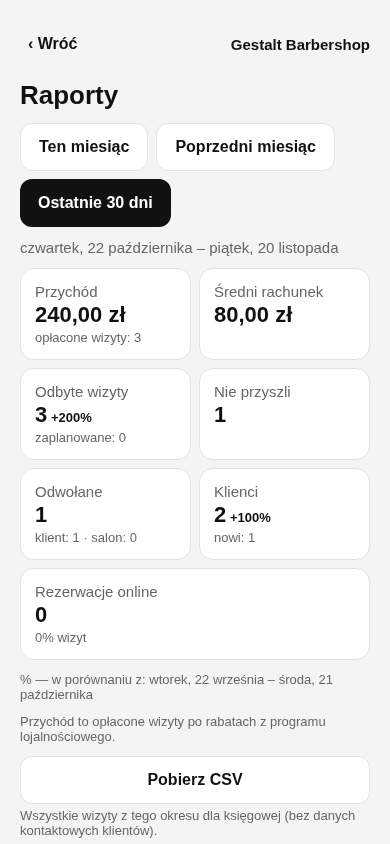 ‹ Wróć
Gestalt Barbershop
Raporty
Ten miesiąc
Poprzedni miesiąc
Ostatnie 30 dni
czwartek, 22 października – piątek, 20 listopada
Przychód
240,00 zł
opłacone wizyty: 3
Średni rachunek
80,00 zł
Odbyte wizyty
3 +200%
zaplanowane: 0
Nie przyszli
1
Odwołane
1
klient: 1 · salon: 0
Klienci
2 +100%
nowi: 1
Rezerwacje online
0
0% wizyt
% — w porównaniu z: wtorek, 22 września – środa, 21
października
Przychód to opłacone wizyty po rabatach z programu
lojalnościowego.
Pobierz CSV
Wszystkie wizyty z tego okresu dla księgowej (bez danych
kontaktowych klientów).